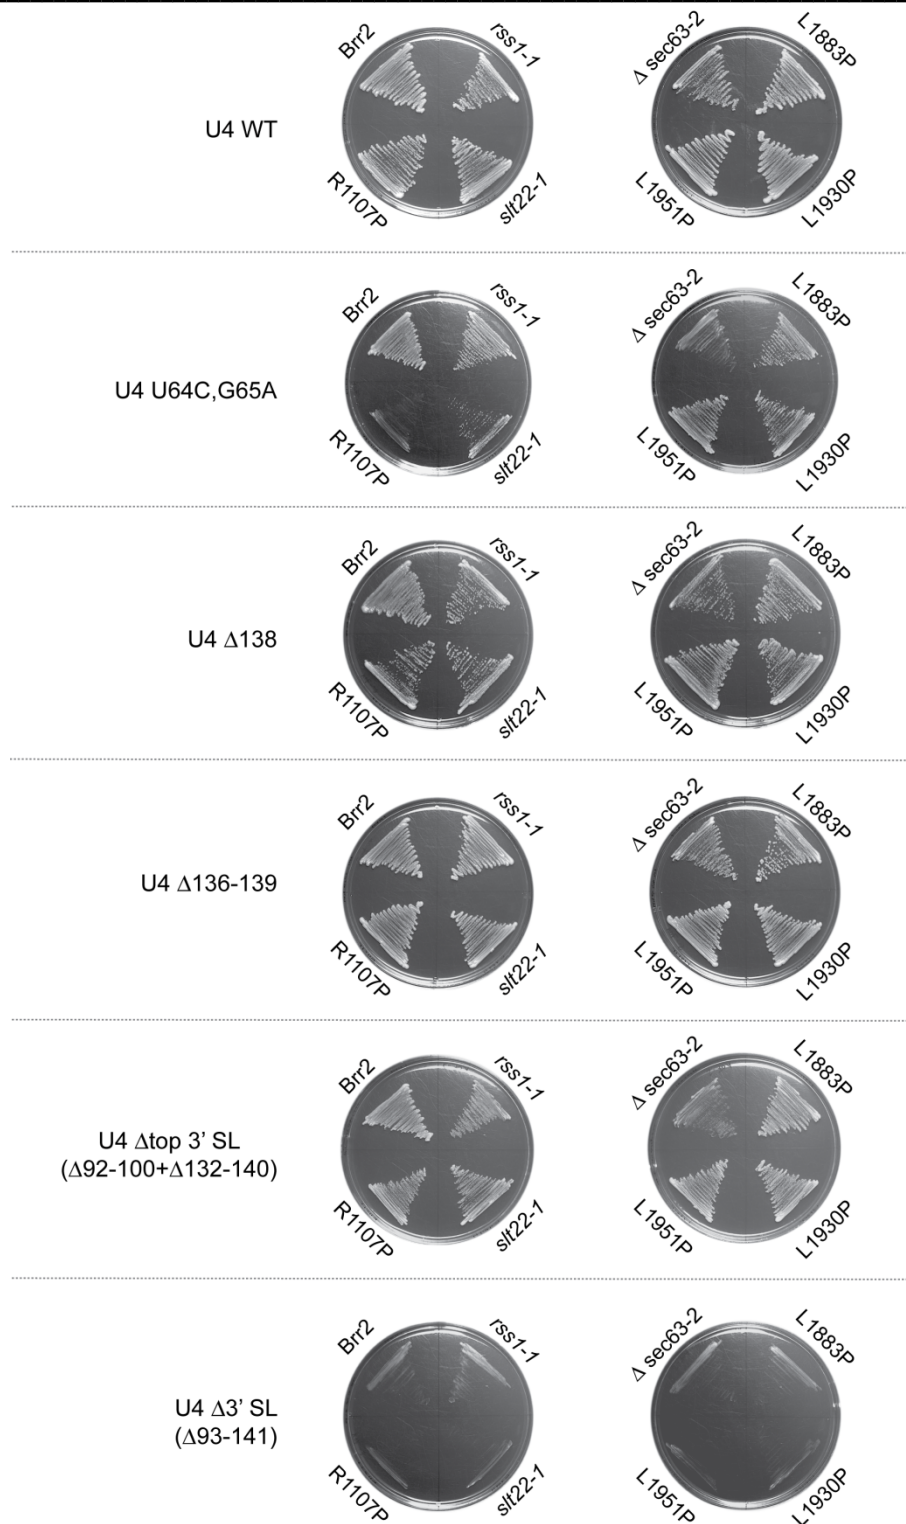 Brr2
rss1-1
Δ sec63-2
L1883P
U4 WT
R1107P
slt22-1
L1951P
L1930P
Brr2
rss1-1
Δ sec63-2
L1883P
U4 U64C,G65A
R1107P
slt22-1
L1951P
L1930P
Brr2
rss1-1
Δ sec63-2
L1883P
U4 Δ138
R1107P
slt22-1
L1951P
L1930P
Brr2
rss1-1
Δ sec63-2
L1883P
U4 Δ136-139
R1107P
slt22-1
L1951P
L1930P
Brr2
rss1-1
Δ sec63-2
L1883P
U4 Δtop 3' SL
(Δ92-100+Δ132-140)
R1107P
slt22-1
L1951P
L1930P
Brr2
rss1-1
Δ sec63-2
L1883P
U4 Δ3' SL
(Δ93-141)
R1107P
slt22-1
L1951P
L1930P